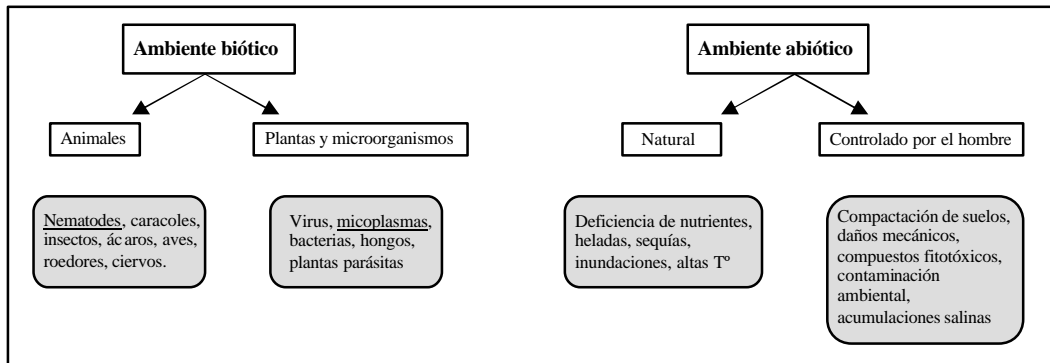 Ambiente biótico
Ambiente abiótico
Animales
Plantas y microorganismos
Natural
Controlado por el hombre
Nematodes, caracoles,
insectos, ácaros, aves,
roedores, ciervos.
Virus, micoplasmas,
bacterias, hongos,
plantas parásitas
Deficiencia de nutrientes,
heladas, sequías,
inundaciones, altas Tº
Compactación de suelos,
daños mecánicos,
compuestos fitotóxicos,
contaminación
ambiental,
acumulaciones salinas